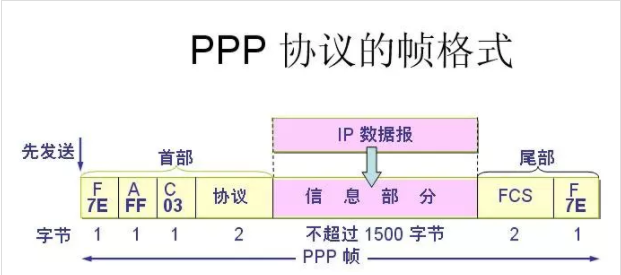 PPP 协议的帧格式
IP 数据报
先发送
首部
尾部
F A C
7E FF 03 协议 信息部分 FCS F 7E
字节 1 1 1 2 不超过 1500 字节 2 1
PPP 帧